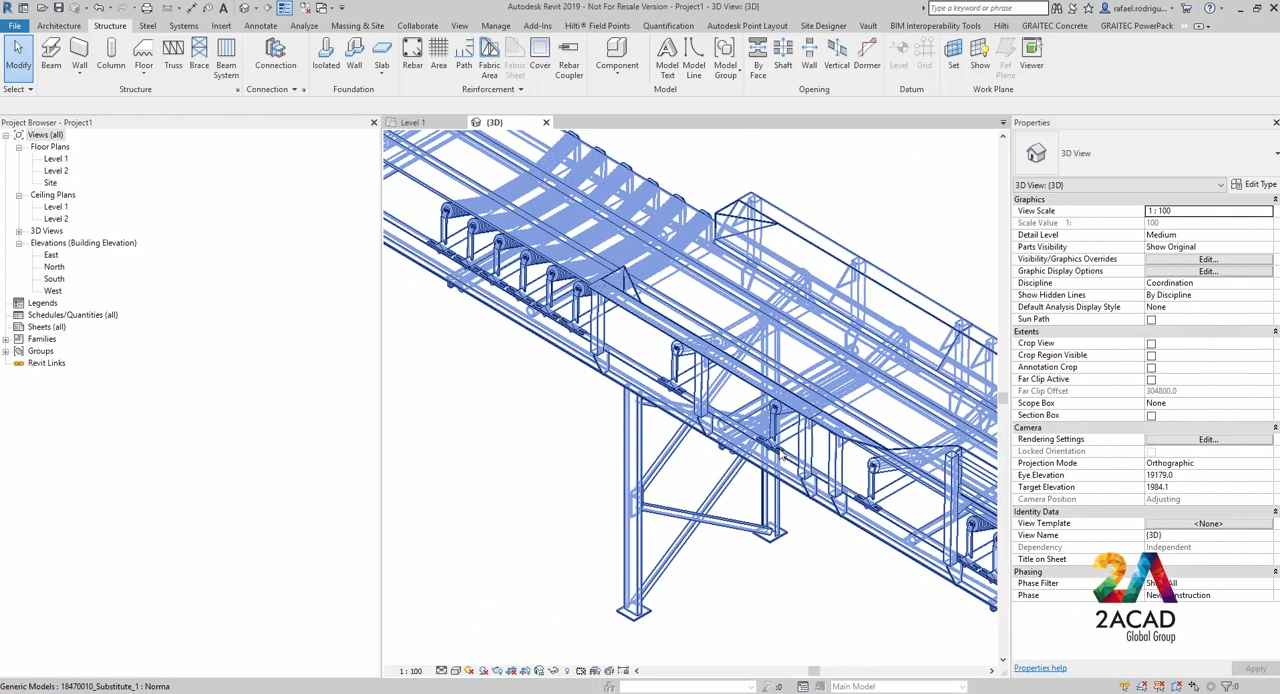 Autodesk Revit 2019 - Not For Resale Version - Project1 - 3D View: {3D}
Type a keyword or phrase
rafael.rodrigu...
File Architecture Structure Steel Systems Insert Annotate Analyze Massing & Site Collaborate View Manage Add-Ins Hilti® Field Points Quantification Autodesk Point Layout Site Designer Vault BIM Interoperability Tools Hilti GRAITEC Concrete GRAITEC PowerPack
Modify Beam Wall Column Floor Truss Brace Beam System Connection Isolated Wall Slab Rebar Area Path Fabric Area Fabric Sheet Cover Rebar Coupler Component Model Text Model Line Model Group By Face Shaft Wall Vertical Dormer Level Grid Set Show Ref Plane Viewer
Select Structure Connection Foundation Reinforcement Model Opening Datum Work Plane
Project Browser - Project1
Views (all)
Floor Plans
Level 1
Level 2
Site
Ceiling Plans
Level 1
Level 2
3D Views
Elevations (Building Elevation)
East
North
South
West
Legends
Schedules/Quantities (all)
Sheets (all)
Families
Groups
Revit Links
Level 1
{3D}
Properties
3D View
3D View: {3D} Edit Type
Graphics
View Scale 1 : 100
Scale Value 1: 100
Detail Level Medium
Parts Visibility Show Original
Visibility/Graphics Overrides Edit...
Graphic Display Options Edit...
Discipline Coordination
Show Hidden Lines By Discipline
Default Analysis Display Style None
Sun Path
Extents
Crop View
Crop Region Visible
Annotation Crop
Far Clip Active
Far Clip Offset 304800.0
Scope Box None
Section Box
Camera
Rendering Settings Edit...
Locked Orientation
Projection Mode Orthographic
Eye Elevation 19179.0
Target Elevation 1984.1
Camera Position Adjusting
Identity Data
View Template <None>
View Name {3D}
Dependency Independent
Title on Sheet
Phasing
Phase Filter
Phase
2A
2ACAD
Global Group
Properties help
Apply
1 : 100
Generic Models : 18470010_Substitute_1 : Norma
:0
Main Model
:0